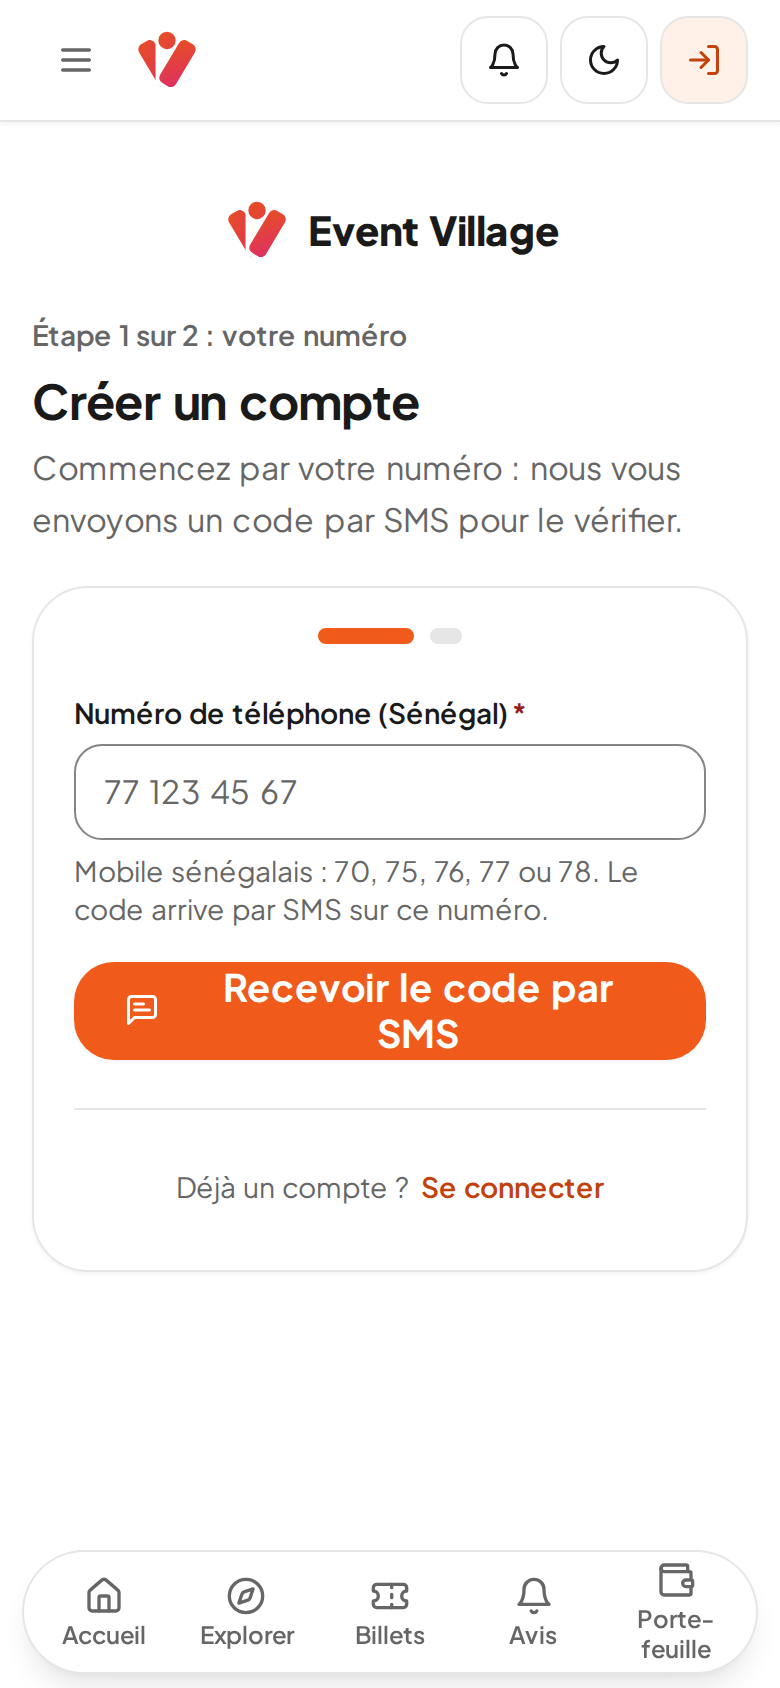 Event Village
Étape 1 sur 2 : votre numéro
Créer un compte
Commencez par votre numéro : nous vous
envoyons un code par SMS pour le vérifier.
Numéro de téléphone (Sénégal) *
77 123 45 67
Mobile sénégalais : 70, 75, 76, 77 ou 78. Le
code arrive par SMS sur ce numéro.
Recevoir le code par
SMS
Déjà un compte ? Se connecter
Accueil
Explorer
Billets
Avis
Porte-
feuille